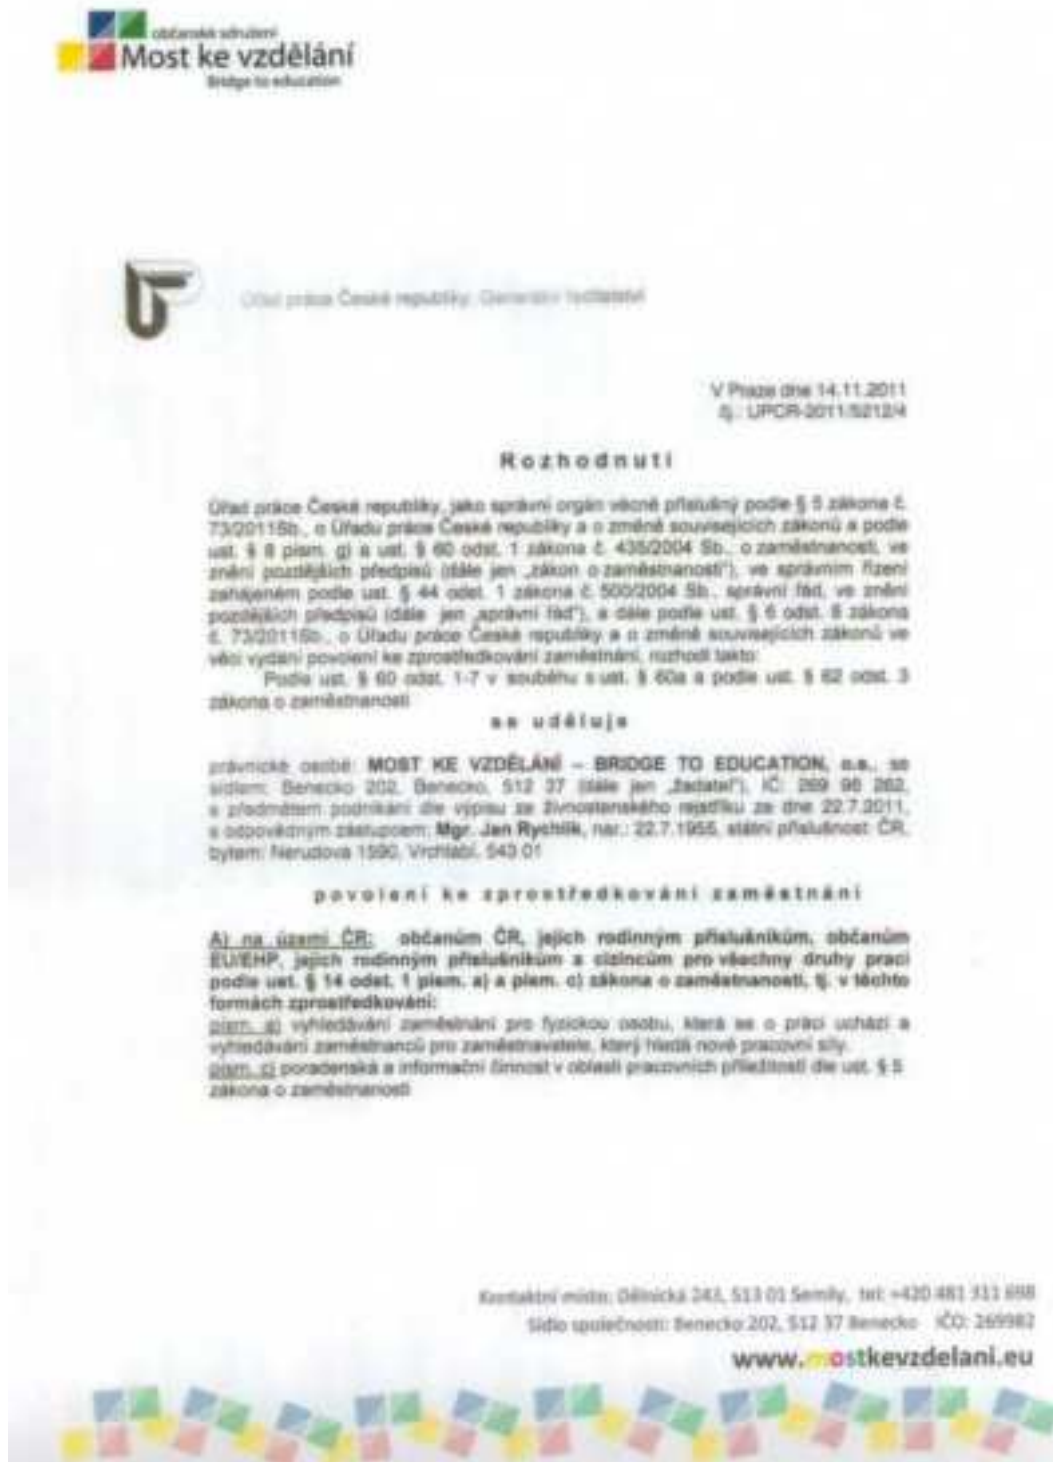 občanské sdružení
Most ke vzdělání
Bridge to education
Úřad práce České republiky, Generální ředitelství
V Praze dne 14.11.2011
čj.: UPCR-2011/5212/4
Rozhodnutí
Úřad práce České republiky, jako správní orgán věcně příslušný podle § 5 zákona č.
73/2011Sb., o Úřadu práce České republiky a o změně souvisejících zákonů a podle
ust. § 8 písm. g) a ust. § 60 odst. 1 zákona č. 435/2004 Sb., o zaměstnanosti, ve
znění pozdějších předpisů (dále jen „zákon o zaměstnanosti"), ve správním řízení
zahájeném podle ust. § 44 odst. 1 zákona č. 500/2004 Sb., správní řád, ve znění
pozdějších předpisů (dále jen „správní řád"), a dále podle ust. § 6 odst. 8 zákona
č. 73/2011Sb., o Úřadu práce České republiky a o změně souvisejících zákonů ve
věci vydání povolení ke zprostředkování zaměstnání, rozhodl takto:
Podle ust. § 60 odst. 1-7 v souběhu s ust. § 60a a podle ust. § 62 odst. 3
zákona o zaměstnanosti
se uděluje
právnické osobě: MOST KE VZDĚLÁNÍ – BRIDGE TO EDUCATION, o.s., se
sídlem: Benecko 202, Benecko, 512 37 (dále jen „žadatel"), IČ: 269 98 262,
s předmětem podnikání dle výpisu ze živnostenského rejstříku ze dne 22.7.2011,
s odpovědným zástupcem: Mgr. Jan Rychlík, nar.: 22.7.1955, státní příslušnost: ČR,
bytem: Nerudova 1590, Vrchlabí, 543 01
povolení ke zprostředkování zaměstnání
A) na území ČR: občanům ČR, jejich rodinným příslušníkům, občanům
EU/EHP, jejich rodinným příslušníkům a cizincům pro všechny druhy prací
podle ust. § 14 odst. 1 písm. a) a písm. c) zákona o zaměstnanosti, tj. v těchto
formách zprostředkování:
písm. a) vyhledávání zaměstnání pro fyzickou osobu, která se o práci uchází a
vyhledávání zaměstnanců pro zaměstnavatele, který hledá nové pracovní síly.
písm. c) poradenská a informační činnost v oblasti pracovních příležitostí dle ust. § 5
zákona o zaměstnanosti
Kontaktní místo: Dělnická 243, 513 01 Semily, tel: +420 481 311 698
Sídlo společnosti: Benecko 202, 512 37 Benecko IČO: 269982
www.mostkevzdelani.eu